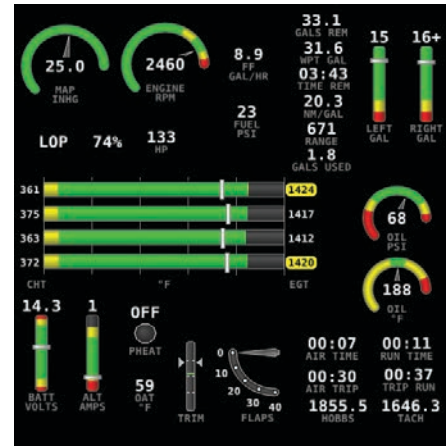 25.0
MAP
INHG
2460
ENGINE
RPM
8.9
FF
GAL/HR
23
FUEL
PSI
33.1
GALS REM
31.6
WPT GAL
03:43
TIME REM
20.3
NM/GAL
671
RANGE
1.8
GALS USED
15
LEFT
GAL
16+
RIGHT
GAL
LOP 74% 133
HP
361 1424
375 1417
363 1412
372 1420
CHT °F EGT
68
OIL
PSI
188
OIL
°F
14.3
BATT
VOLTS
1
ALT
AMPS
OFF
PHEAT
59
OAT
°F
TRIM
0
10
20
30
40
FLAPS
00:07
AIR TIME
00:11
RUN TIME
00:30
AIR TRIP
00:37
TRIP RUN
1855.5
HOBBS
1646.3
TACH